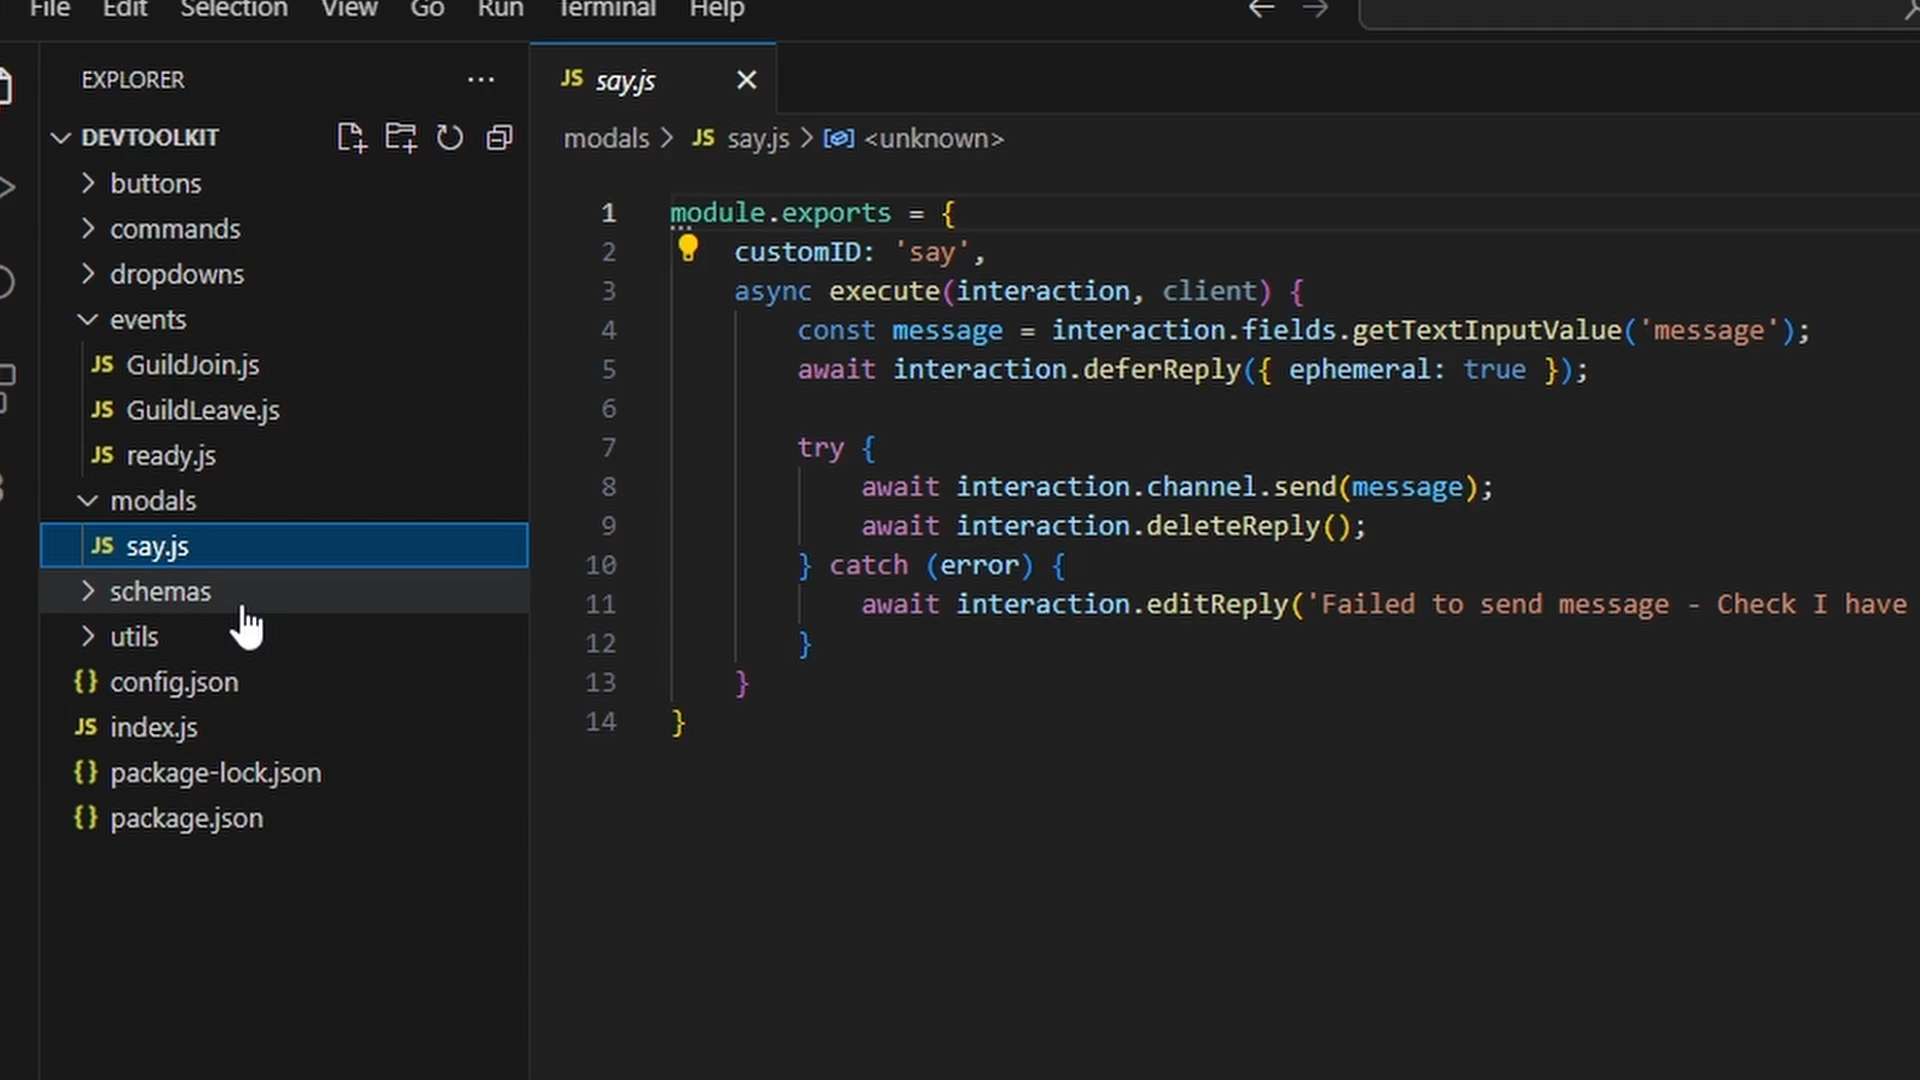 File Edit Selection View Go Run Terminal Help
EXPLORER
DEVTOOLKIT
buttons
commands
dropdowns
events
JS GuildJoin.js
JS GuildLeave.js
JS ready.js
modals
JS say.js
schemas
utils
{} config.json
JS index.js
{} package-lock.json
{} package.json
JS say.js
modals > JS say.js > <unknown>
1 module.exports = {
2 customID: 'say',
3 async execute(interaction, client) {
4 const message = interaction.fields.getTextInputValue('message');
5 await interaction.deferReply({ ephemeral: true });
6
7 try {
8 await interaction.channel.send(message);
9 await interaction.deleteReply();
10 } catch (error) {
11 await interaction.editReply('Failed to send message - Check I have
12 }
13 }
14 }